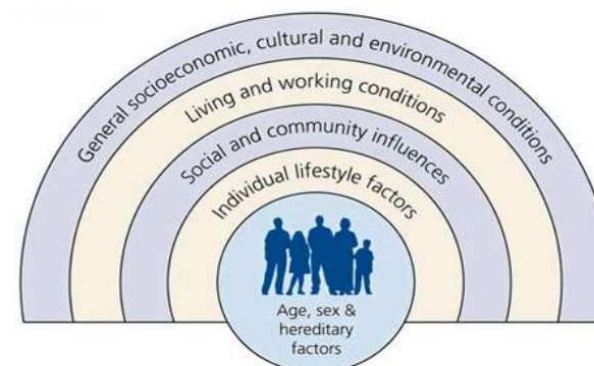 General socioeconomic, cultural and environmental conditions
Living and working conditions
Social and community influences
Individual lifestyle factors
Age, sex &
hereditary
factors